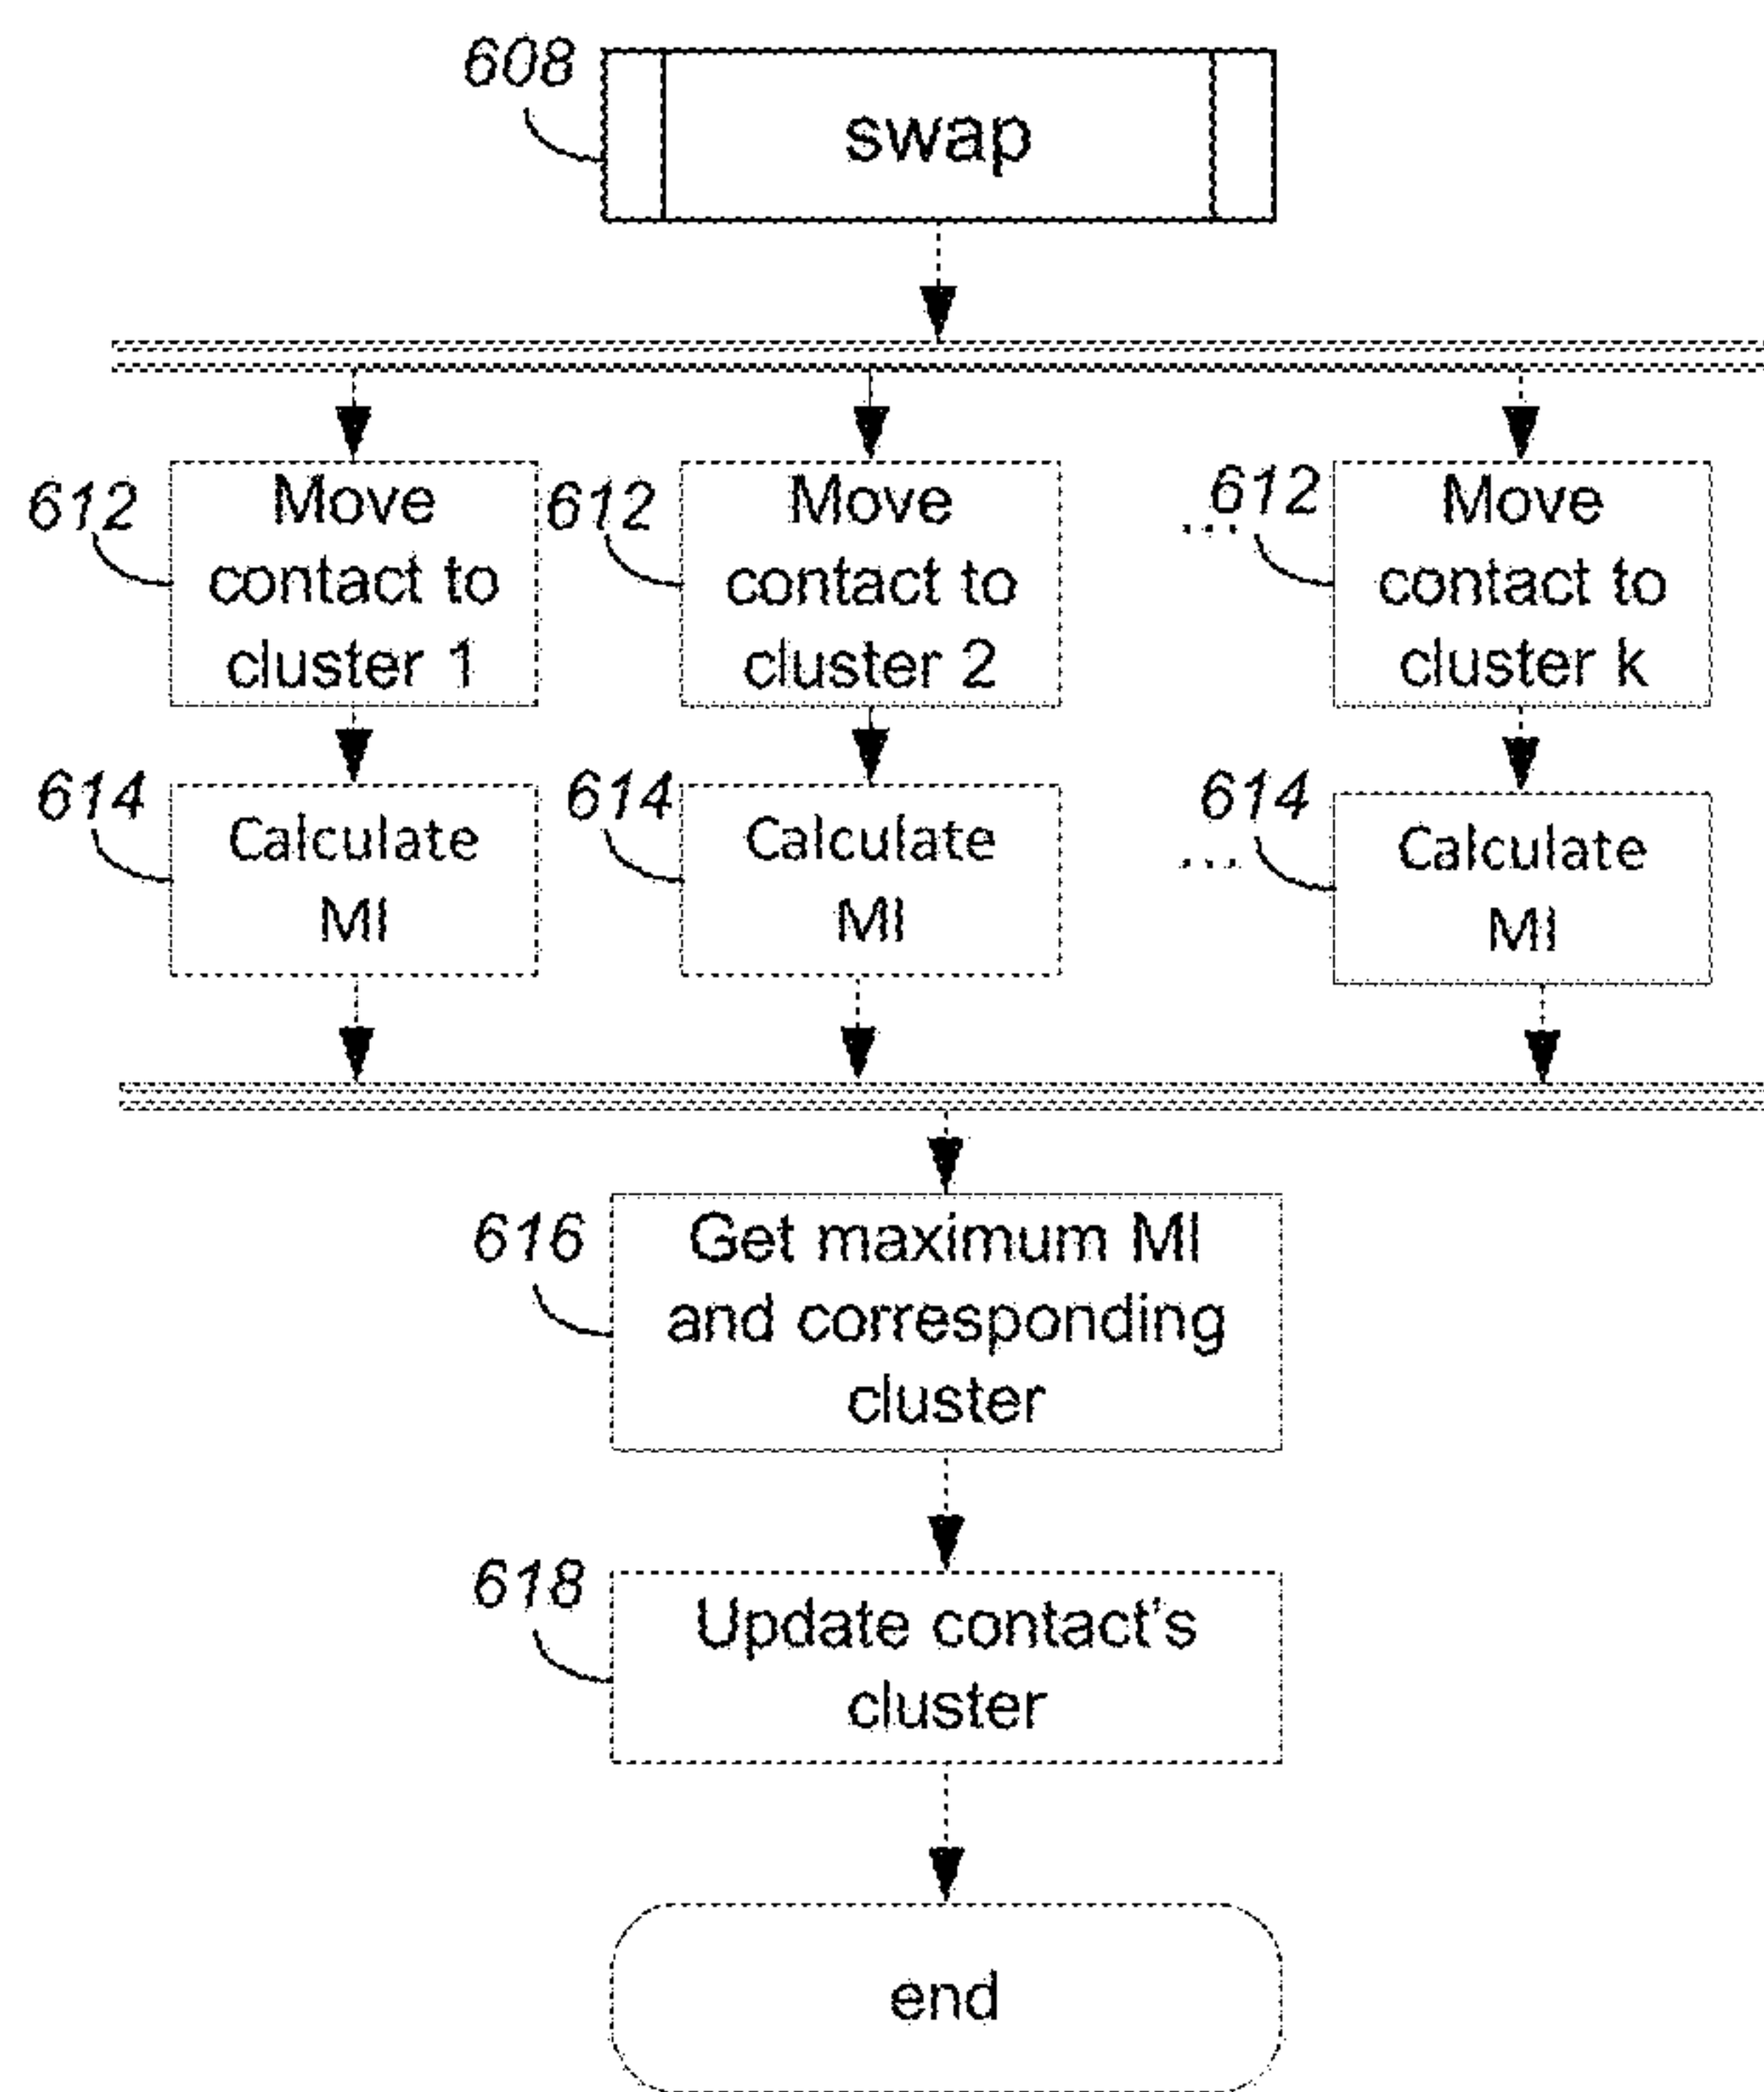 608
swap
612
Move
contact to
cluster 1
612
Move
contact to
cluster 2
...
612
Move
contact to
cluster k
614
Calculate
MI
614
Calculate
MI
...
614
Calculate
MI
616
Get maximum MI
and corresponding
cluster
618
Update contact's
cluster
end